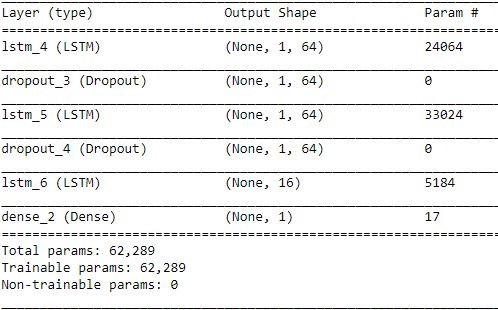 Layer (type) Output Shape Param #
=================================================================
lstm_4 (LSTM) (None, 1, 64) 24064
_________________________________________________________________
dropout_3 (Dropout) (None, 1, 64) 0
_________________________________________________________________
lstm_5 (LSTM) (None, 1, 64) 33024
_________________________________________________________________
dropout_4 (Dropout) (None, 1, 64) 0
_________________________________________________________________
lstm_6 (LSTM) (None, 16) 5184
_________________________________________________________________
dense_2 (Dense) (None, 1) 17
=================================================================
Total params: 62,289
Trainable params: 62,289
Non-trainable params: 0
_________________________________________________________________